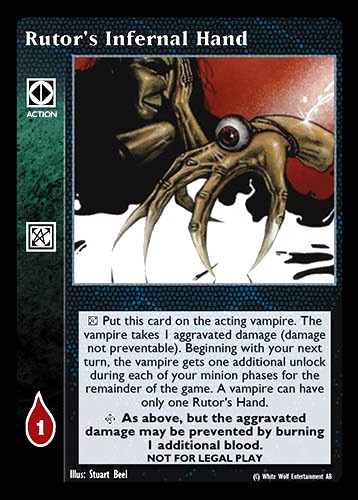 Rutor's Infernal Hand
ACTION
Put this card on the acting vampire. The
vampire takes 1 aggravated damage (damage
not preventable). Beginning with your next
turn, the vampire gets one additional unlock
during each of your minion phases for the
remainder of the game. A vampire can have
only one Rutor's Hand.
As above, but the aggravated
damage may be prevented by burning
1 additional blood.
NOT FOR LEGAL PLAY
1
Illus: Stuart Beel
(C) White Wolf Entertainment AB